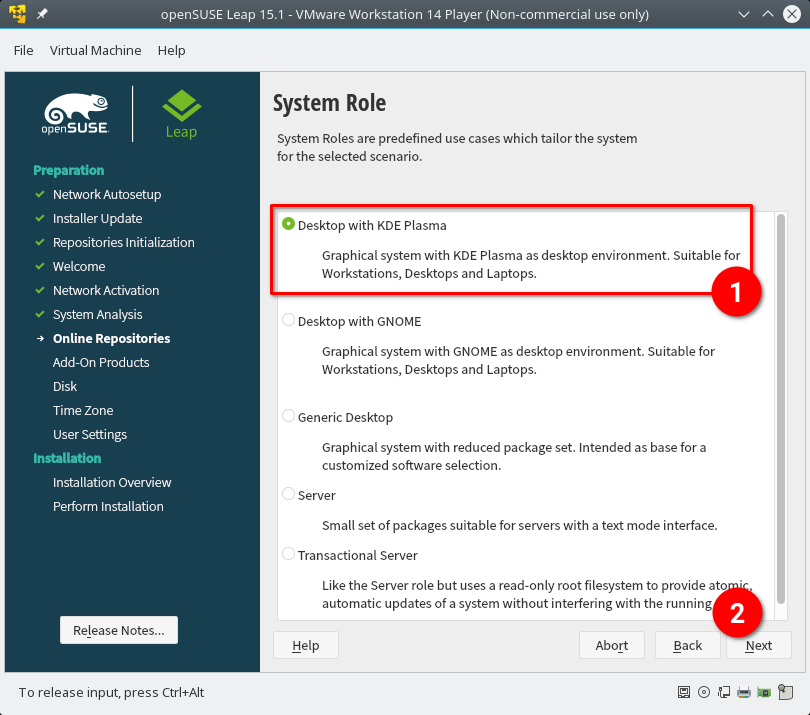 openSUSE Leap 15.1 - VMware Workstation 14 Player (Non-commercial use only)
File Virtual Machine Help
openSUSE
Leap
Preparation
Network Autosetup
Installer Update
Repositories Initialization
Welcome
Network Activation
System Analysis
Online Repositories
Add-On Products
Disk
Time Zone
User Settings
Installation
Installation Overview
Perform Installation
Release Notes...
System Role
System Roles are predefined use cases which tailor the system
for the selected scenario.
Desktop with KDE Plasma
Graphical system with KDE Plasma as desktop environment. Suitable for
Workstations, Desktops and Laptops.
1
Desktop with GNOME
Graphical system with GNOME as desktop environment. Suitable for
Workstations, Desktops and Laptops.
Generic Desktop
Graphical system with reduced package set. Intended as base for a
customized software selection.
Server
Small set of packages suitable for servers with a text mode interface.
Transactional Server
Like the Server role but uses a read-only root filesystem to provide atomic,
automatic updates of a system without interfering with the running
2
Help Abort Back Next
To release input, press Ctrl+Alt